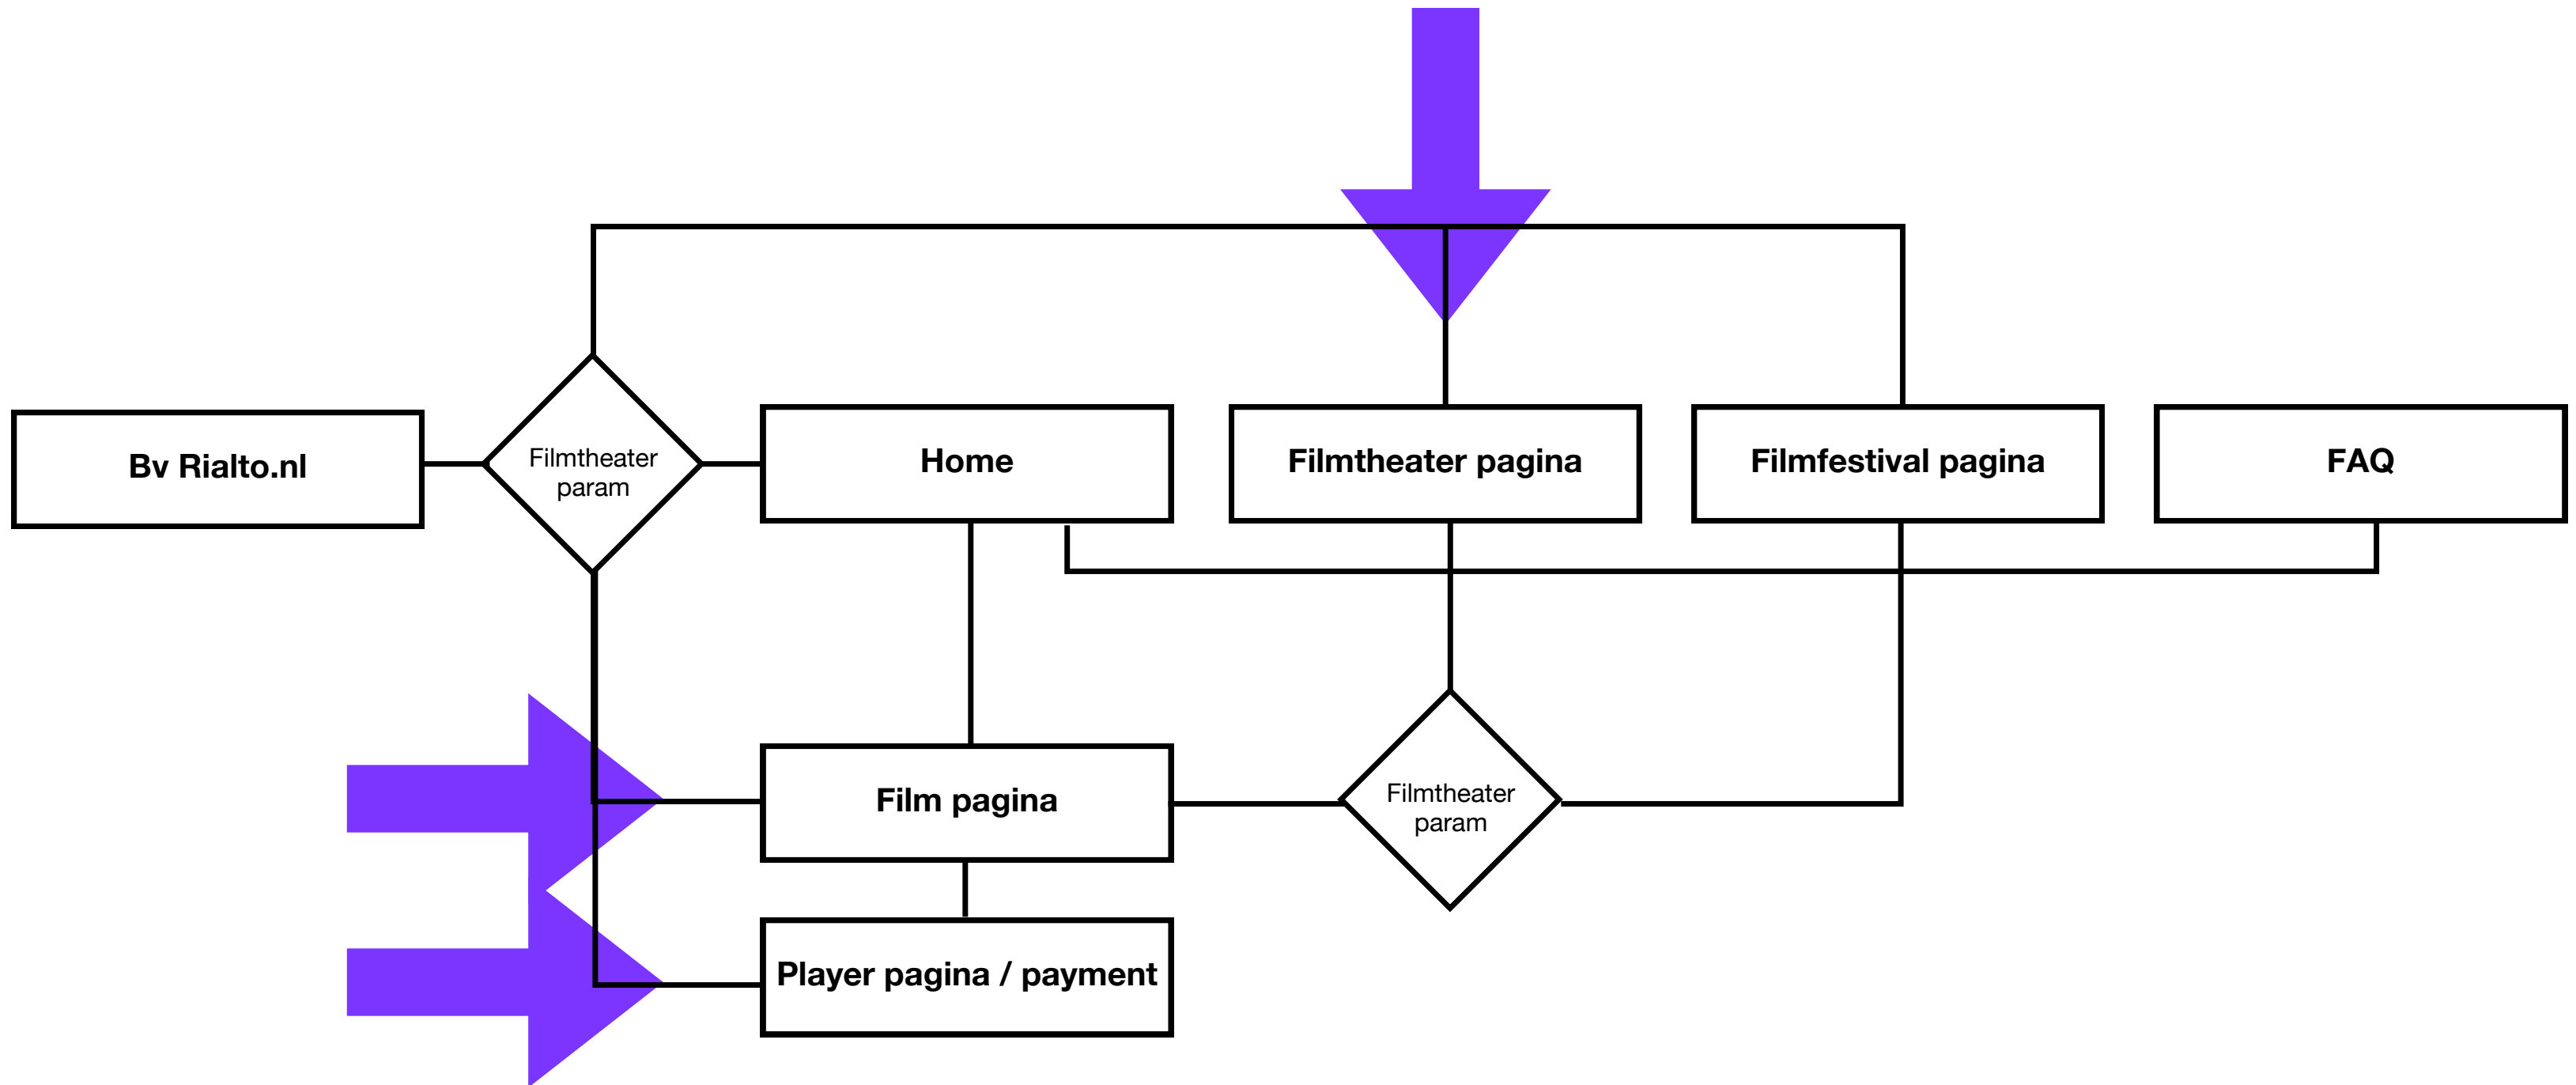 Bv Rialto.nl
Filmtheater
param
Home
Filmtheater pagina
Filmfestival pagina
FAQ
Film pagina
Filmtheater
param
Player pagina / payment